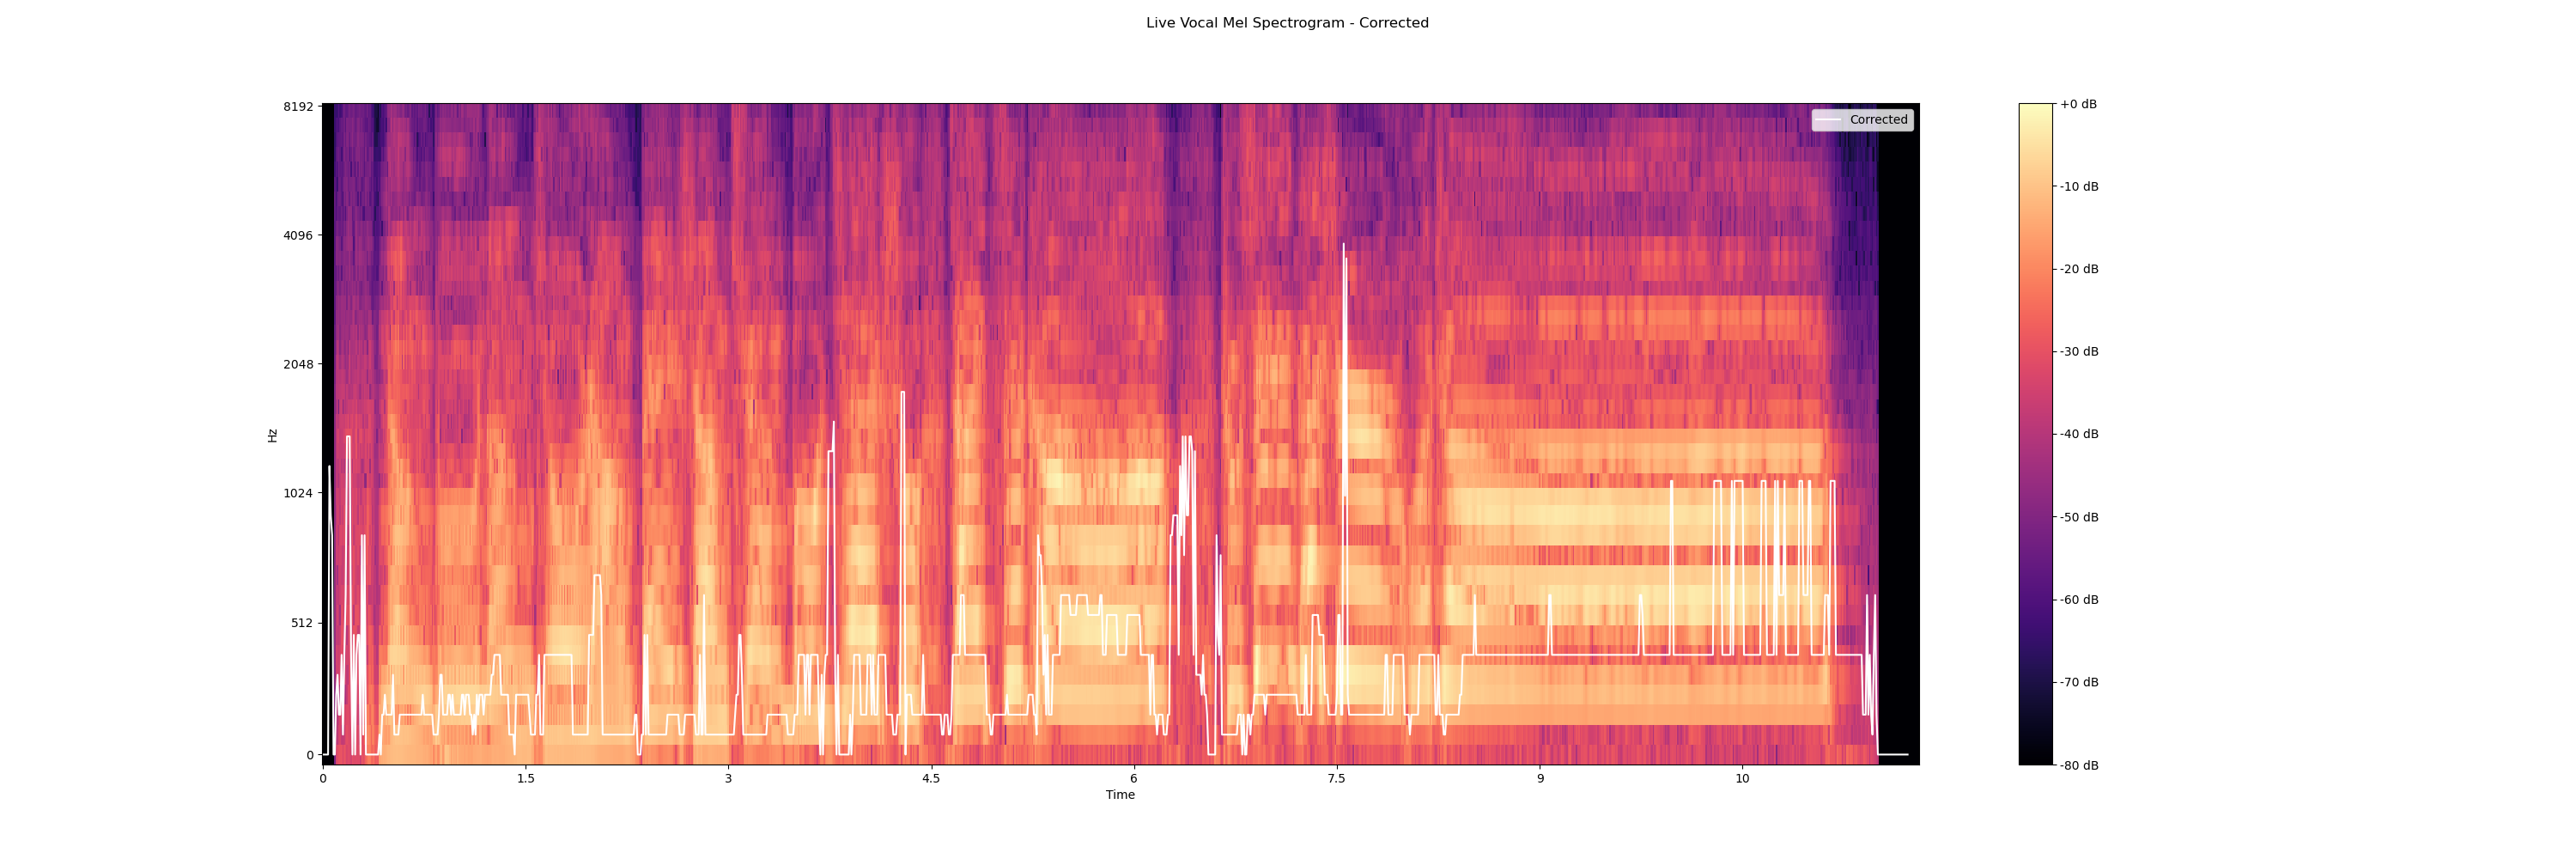 Live Vocal Mel Spectrogram - Corrected
8192
4096
2048
1024
512
0
Hz
Corrected
0
1.5
3
4.5
6
7.5
9
10
Time
+0 dB
-10 dB
-20 dB
-30 dB
-40 dB
-50 dB
-60 dB
-70 dB
-80 dB